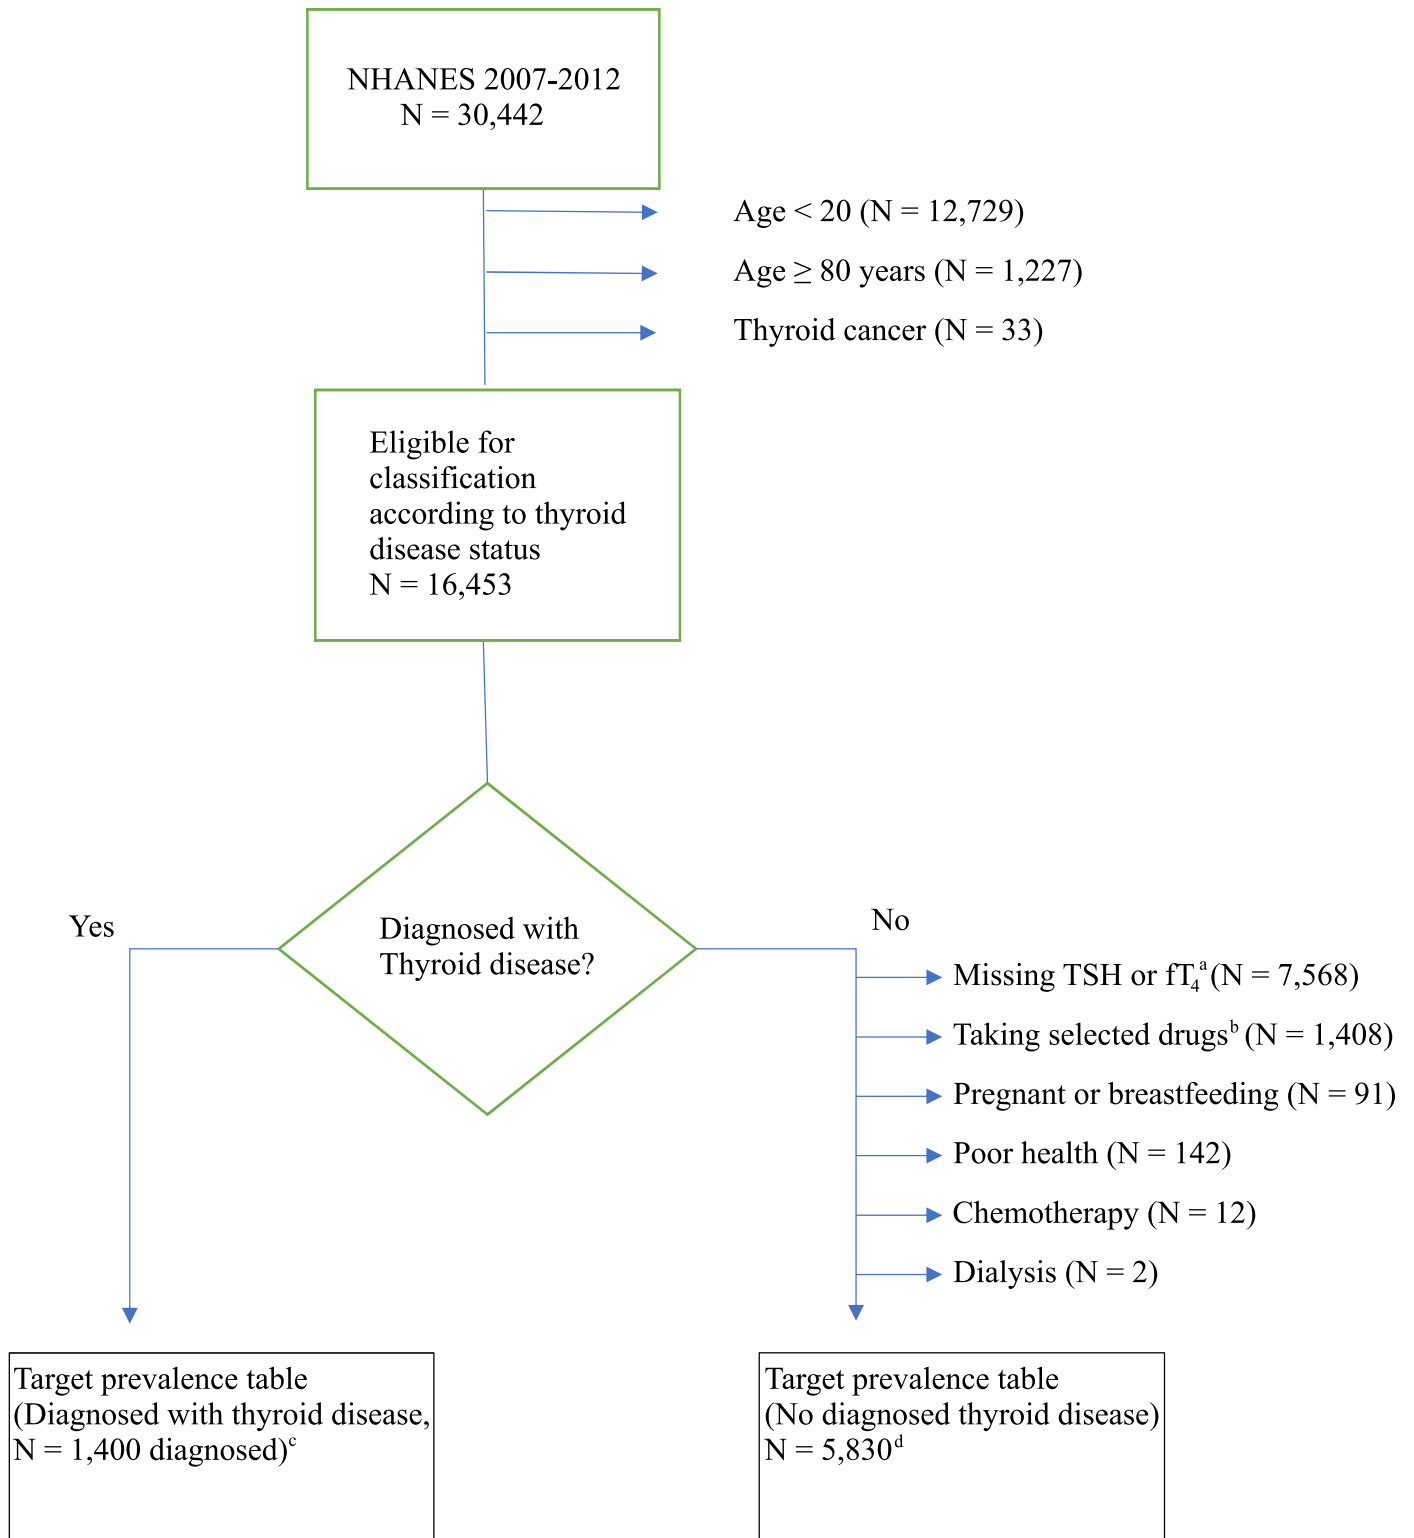 NHANES 2007-2012
N = 30,442
Age < 20 (N = 12,729)
Age ≥ 80 years (N = 1,227)
Thyroid cancer (N = 33)
Eligible for
classification
according to thyroid
disease status
N = 16,453
Diagnosed with
Thyroid disease?
Yes
No
Missing TSH or fT₄ᵃ (N = 7,568)
Taking selected drugsᵇ (N = 1,408)
Pregnant or breastfeeding (N = 91)
Poor health (N = 142)
Chemotherapy (N = 12)
Dialysis (N = 2)
Target prevalence table
(Diagnosed with thyroid disease,
N = 1,400 diagnosed)ᶜ
Target prevalence table
(No diagnosed thyroid disease)
N = 5,830ᵈ